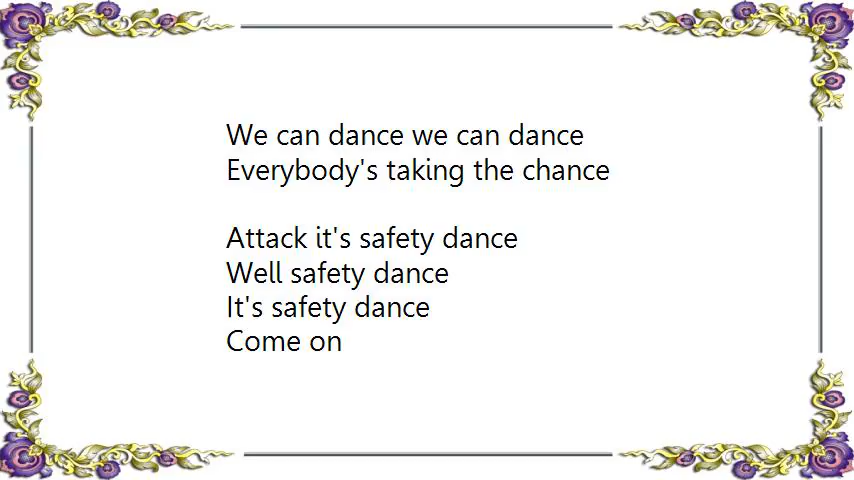 We can dance we can dance
Everybody's taking the chance
Attack it's safety dance
Well safety dance
It's safety dance
Come on